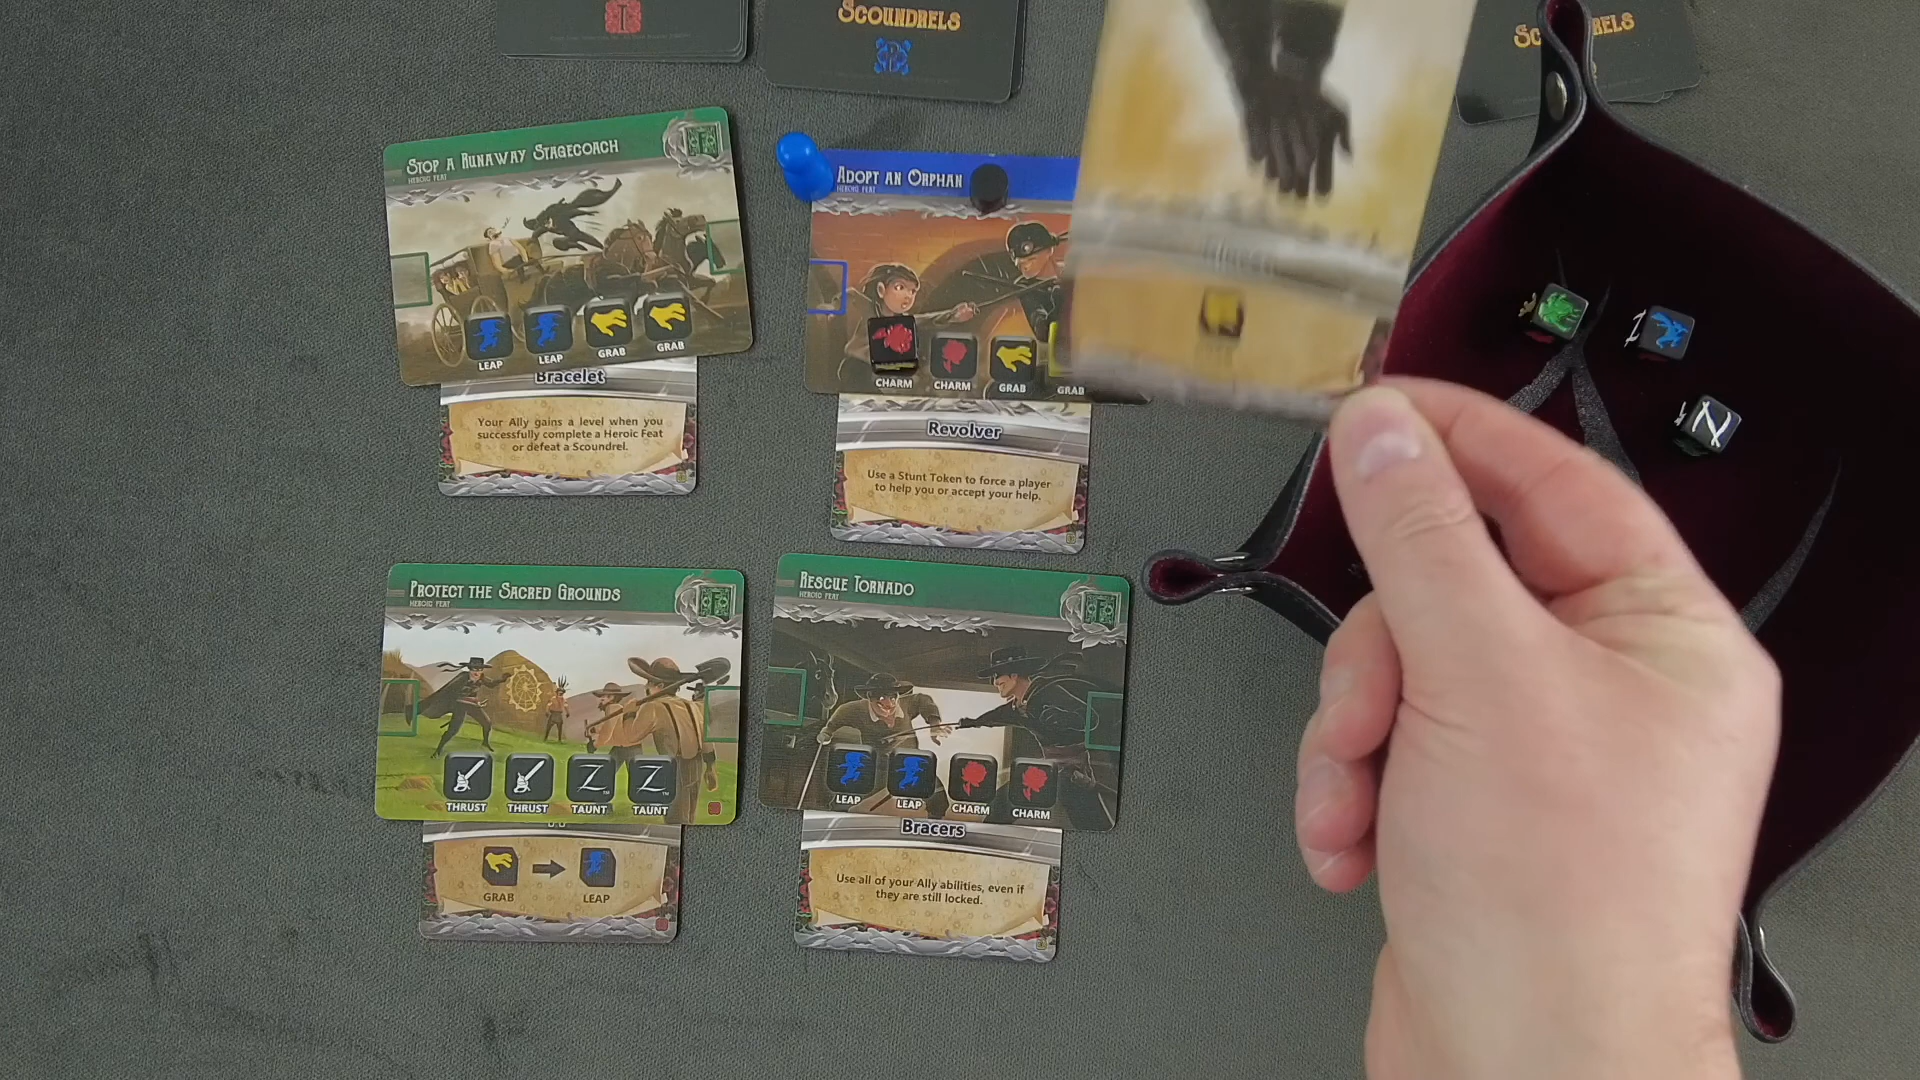 SCOUNDRELS
STOP A RUNAWAY STAGECOACH
HEROIC FEAT
LEAP
LEAP
GRAB
GRAB
Bracelet
Your Ally gains a level when you
successfully complete a Heroic Feat
or defeat a Scoundrel.
ADOPT AN ORPHAN
HEROIC FEAT
CHARM
CHARM
GRAB
GRAB
Revolver
Use a Stunt Token to force a player
to help you or accept your help.
PROTECT THE SACRED GROUNDS
HEROIC FEAT
THRUST
THRUST
Z
TAUNT
Z
TAUNT
GRAB
LEAP
RESCUE TORNADO
HEROIC FEAT
LEAP
LEAP
CHARM
CHARM
Bracers
Use all of your Ally abilities, even if
they are still locked.
Z